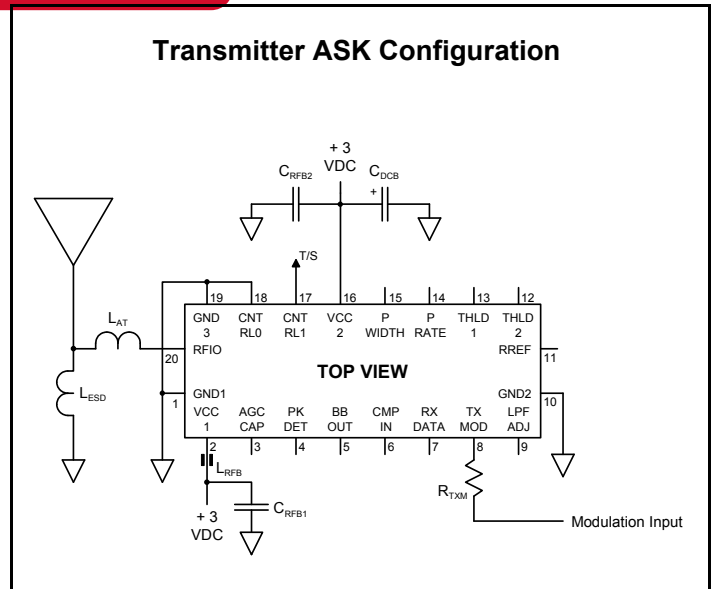 Transmitter ASK Configuration
+ 3
VDC
C_RFB2
C_DCB
+
T/S
19 18 17 16 15 14 13 12
GND CNT CNT VCC P P THLD THLD
3 RL0 RL1 2 WIDTH RATE 1 2
L_AT
20 RFIO
RREF 11
TOP VIEW
L_ESD
1 GND1
GND2 10
VCC AGC PK BB CMP RX TX LPF
1 CAP DET OUT IN DATA MOD ADJ
2 3 4 5 6 7 8 9
L_RFB
R_TXM
C_RFB1
+ 3
VDC
Modulation Input